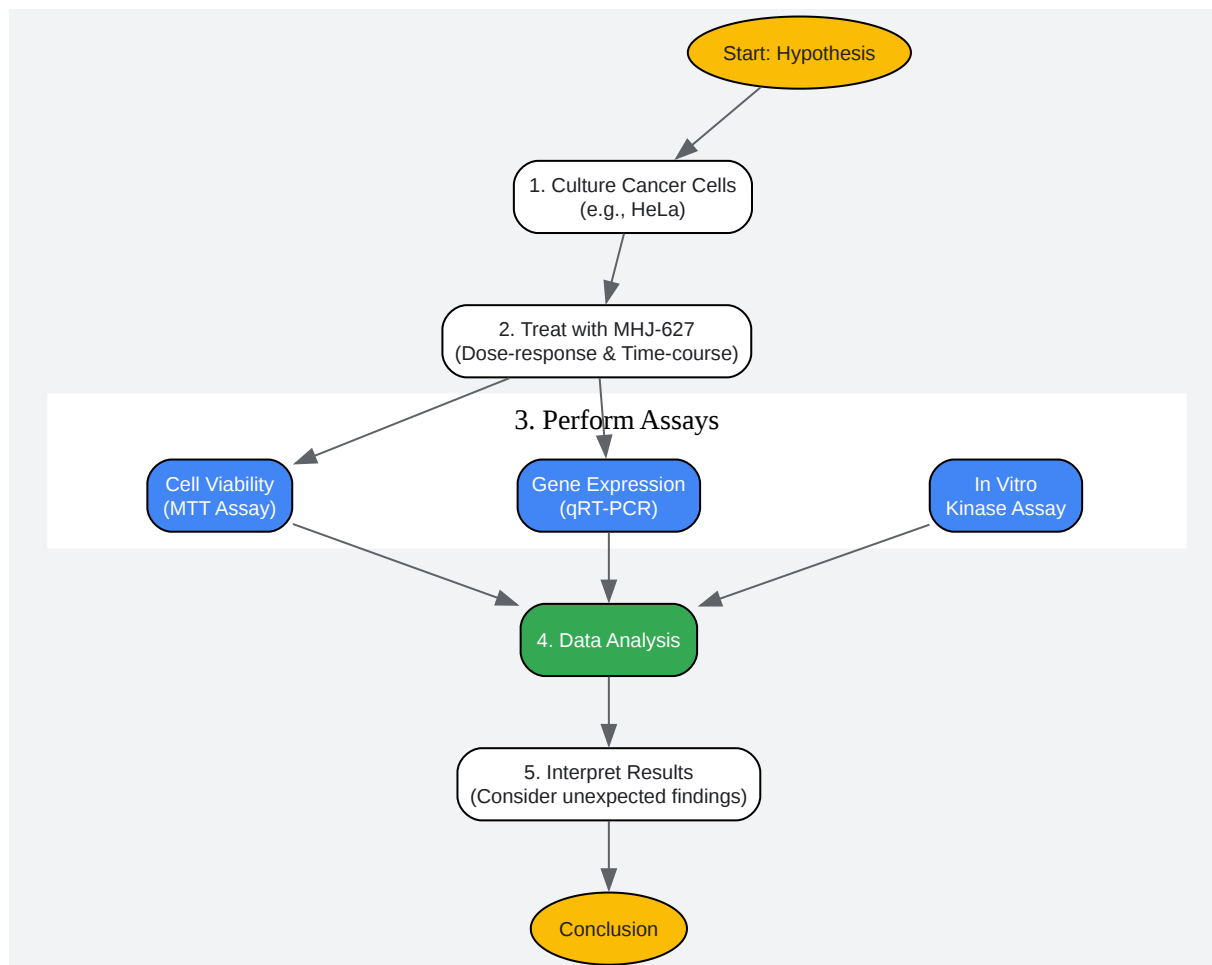 Start: Hypothesis
1. Culture Cancer Cells
(e.g., HeLa)
2. Treat with MHJ-627
(Dose-response & Time-course)
3. Perform Assays
Cell Viability
(MTT Assay)
Gene Expression
(qRT-PCR)
In Vitro
Kinase Assay
4. Data Analysis
5. Interpret Results
(Consider unexpected findings)
Conclusion